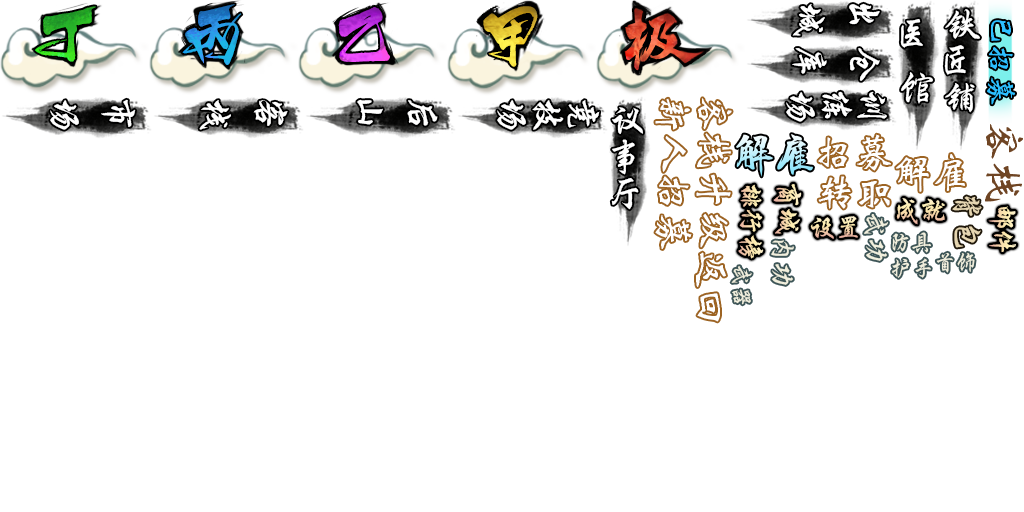 丁
丙
乙
甲
极
出城
仓库
训练场
医馆
铁匠铺
已招募
市场
客栈
后山
竞技场
议事厅
新人招募
客栈升级
返回
解雇
招募
转职
解雇
客栈
排行榜
商城
设置
成就
背包
邮件
武功
内功
武器
防具
护手
首饰